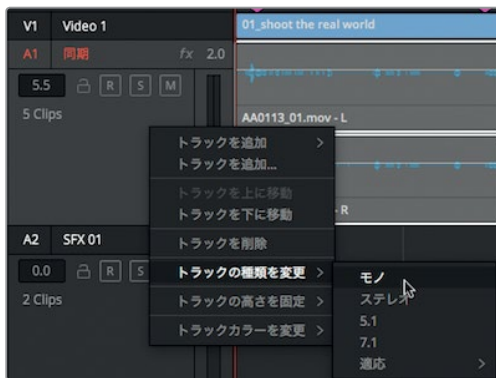 V1 Video 1 01_shoot the real world
A1 同期 fx 2.0
5.5 R S M
5 Clips
AA0113_01.mov - L
トラックを追加 >
トラックを追加...
トラックを上に移動
トラックを下に移動
- R
トラックを削除
A2 SFX 01
0.0 R S
トラックの種類を変更 >
モノ
2 Clips
トラックの高さを固定 >
ステレオ
トラックカラーを変更 >
5.1
7.1
適応 >